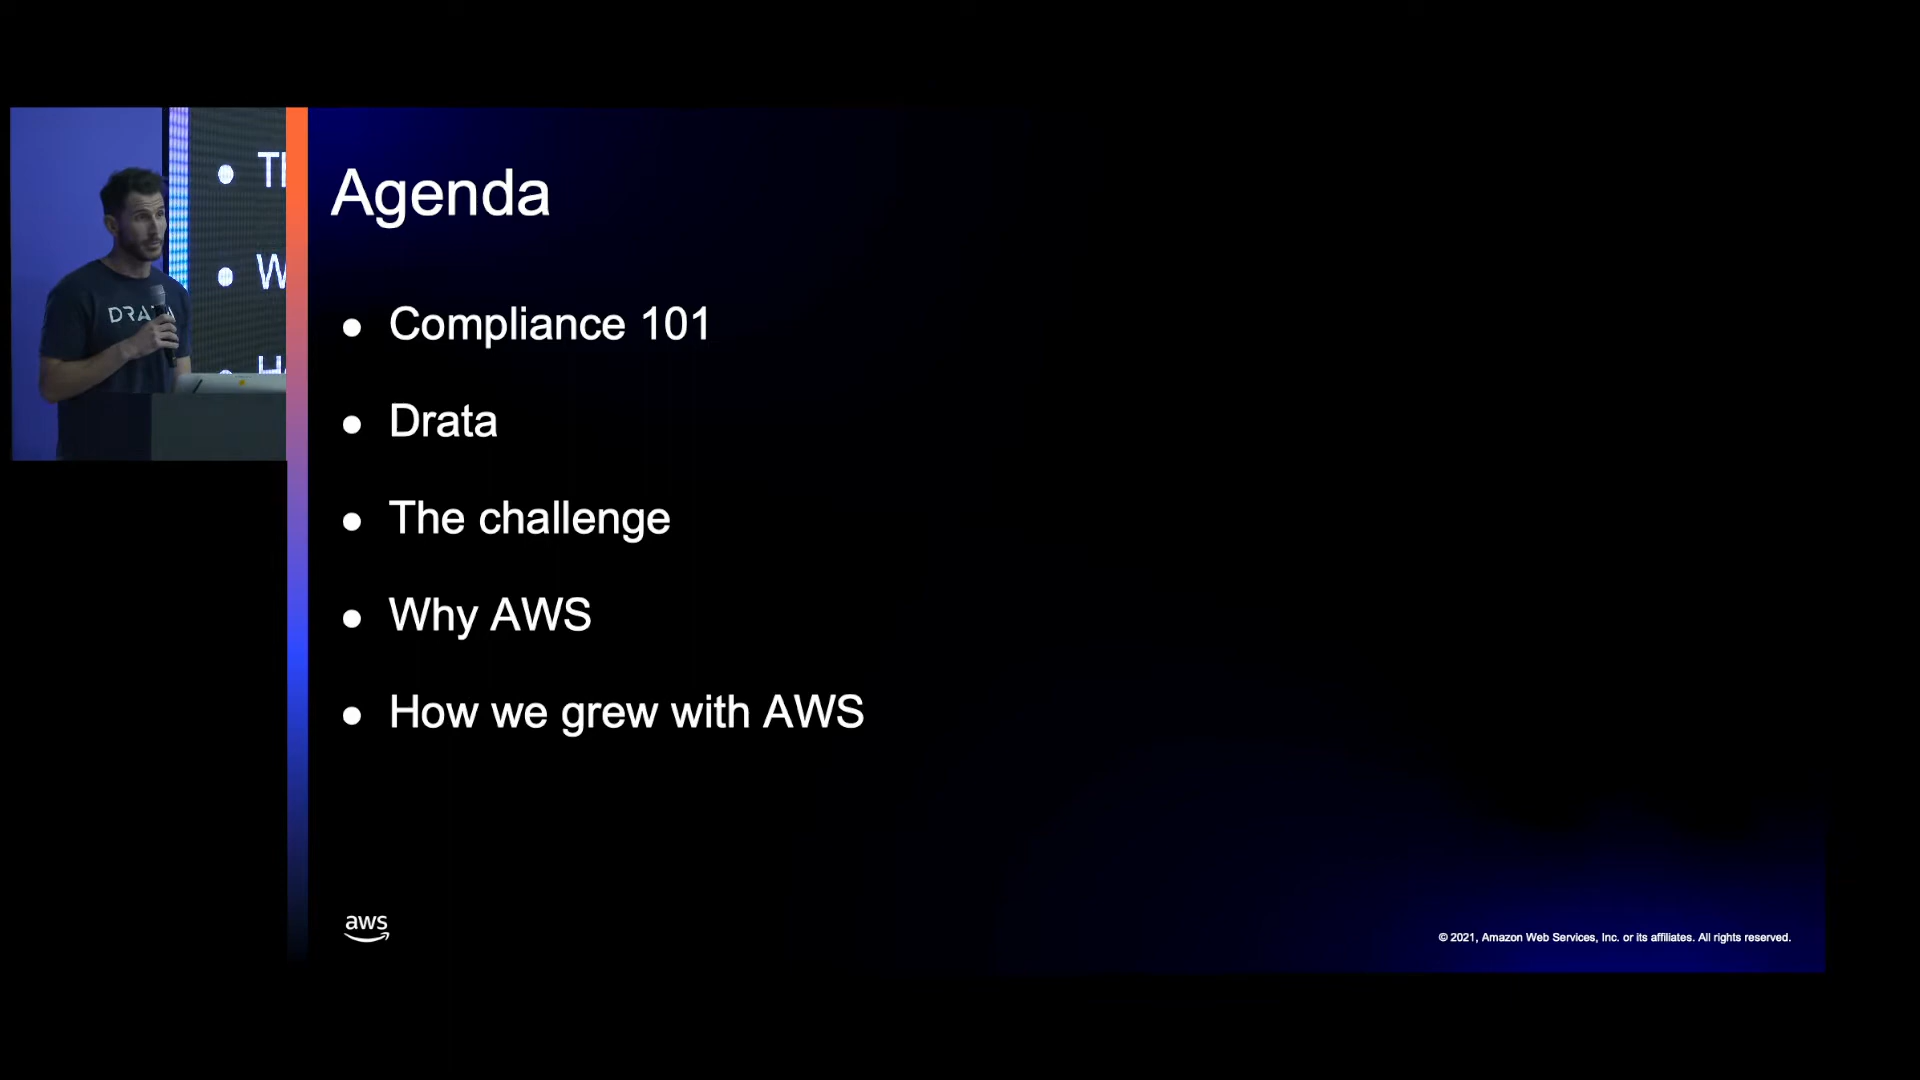 Agenda
● Compliance 101
● Drata
● The challenge
● Why AWS
● How we grew with AWS
aws
© 2021, Amazon Web Services, Inc. or its affiliates. All rights reserved.